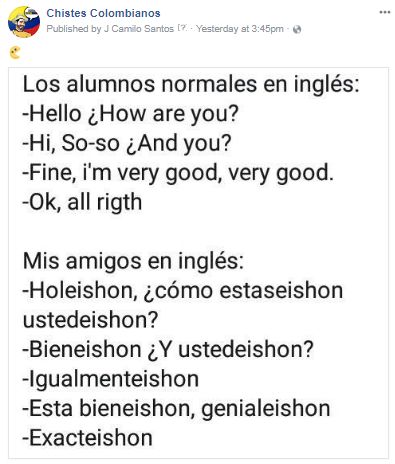 Chistes Colombianos
Published by J Camilo Santos [?] · Yesterday at 3:45pm ·
Los alumnos normales en inglés:
-Hello ¿How are you?
-Hi, So-so ¿And you?
-Fine, i'm very good, very good.
-Ok, all rigth
Mis amigos en inglés:
-Holeishon, ¿cómo estaseishon
ustedeishon?
-Bieneishon ¿Y ustedeishon?
-Igualmenteishon
-Esta bieneishon, genialeishon
-Exacteishon